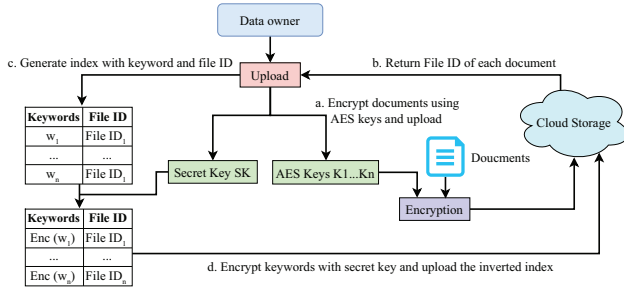 Data owner
c. Generate index with keyword and file ID
b. Return File ID of each document
Upload
a. Encrypt documents using
AES keys and upload
Keywords File ID
w1 File ID1
... ...
wn File ID1
Cloud Storage
Doucments
Secret Key SK
AES Keys K1...Kn
Encryption
Keywords File ID
Enc (w1) File ID1
... ...
Enc (wn) File IDn
d. Encrypt keywords with secret key and upload the inverted index